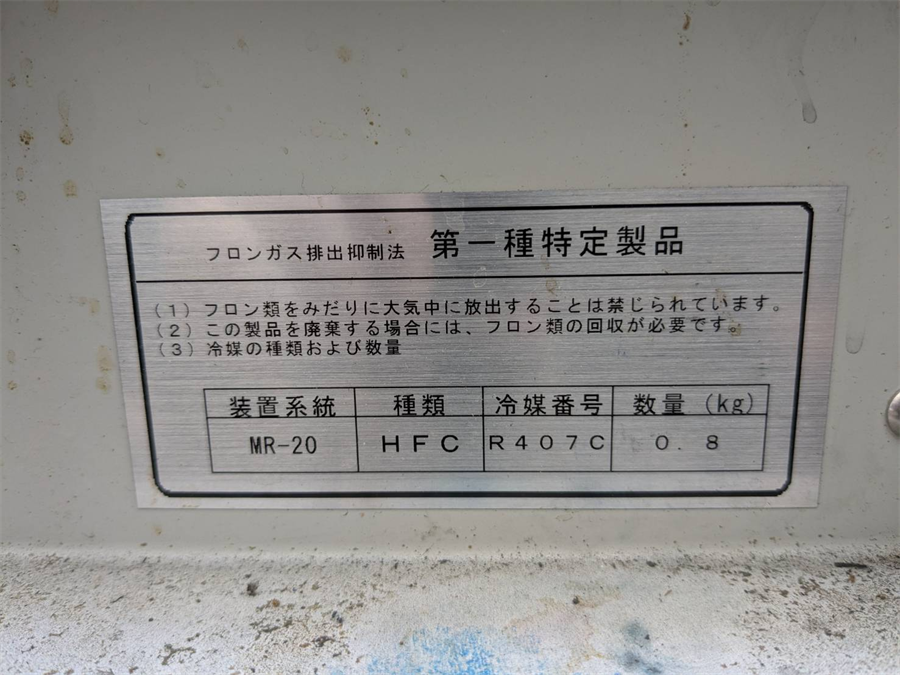 フロンガス排出抑制法 第一種特定製品
(1) フロン類をみだりに大気中に放出することは禁じられています。
(2) この製品を廃棄する場合には、フロン類の回収が必要です。
(3) 冷媒の種類および数量
装置系統 種類 冷媒番号 数量 (kg)
MR-20 HFC R407C 0.8